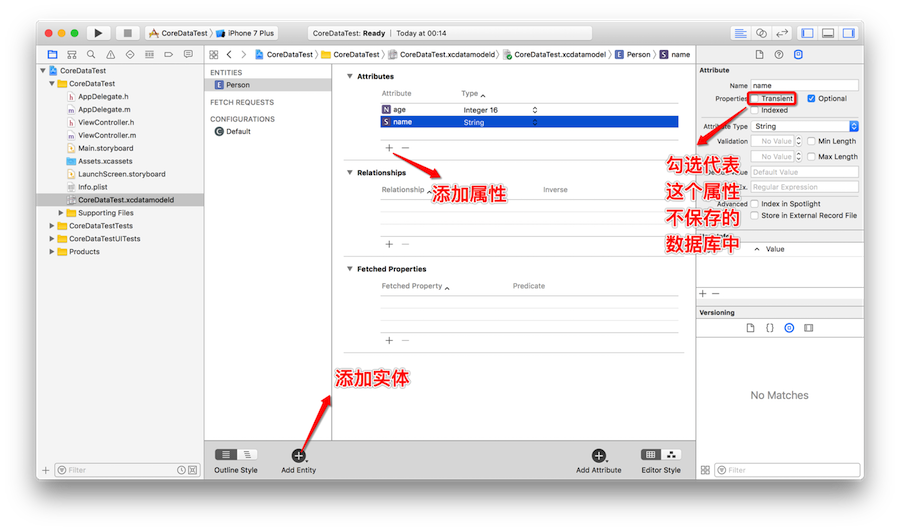 CoreDataTest
iPhone 7 Plus
CoreDataTest: Ready
Today at 00:14
CoreDataTest
CoreDataTest
CoreDataTest.xcdatamodeld
CoreDataTest.xcdatamodel
Person
name
CoreDataTest
CoreDataTest
AppDelegate.h
AppDelegate.m
ViewController.h
ViewController.m
Main.storyboard
Assets.xcassets
LaunchScreen.storyboard
Info.plist
CoreDataTest.xcdatamodeld
Supporting Files
CoreDataTestTests
CoreDataTestUITests
Products
Filter
ENTITIES
E Person
FETCH REQUESTS
CONFIGURATIONS
C Default
Attributes
Attribute
Type
N age
Integer 16
S name
String
添加属性
Relationships
Relationship
Inverse
Fetched Properties
Fetched Property
Predicate
添加实体
Outline Style
Add Entity
Add Attribute
Editor Style
Attribute
Name
name
Properties
Transient
Optional
Indexed
Type
String
Validation
No Value
Min Length
No Value
Max Length
Value
Default Value
Regular Expression
Advanced
Index in Spotlight
Store in External Record File
勾选代表
这个属性
不保存的
数据库中
Value
Versioning
No Matches
Filter